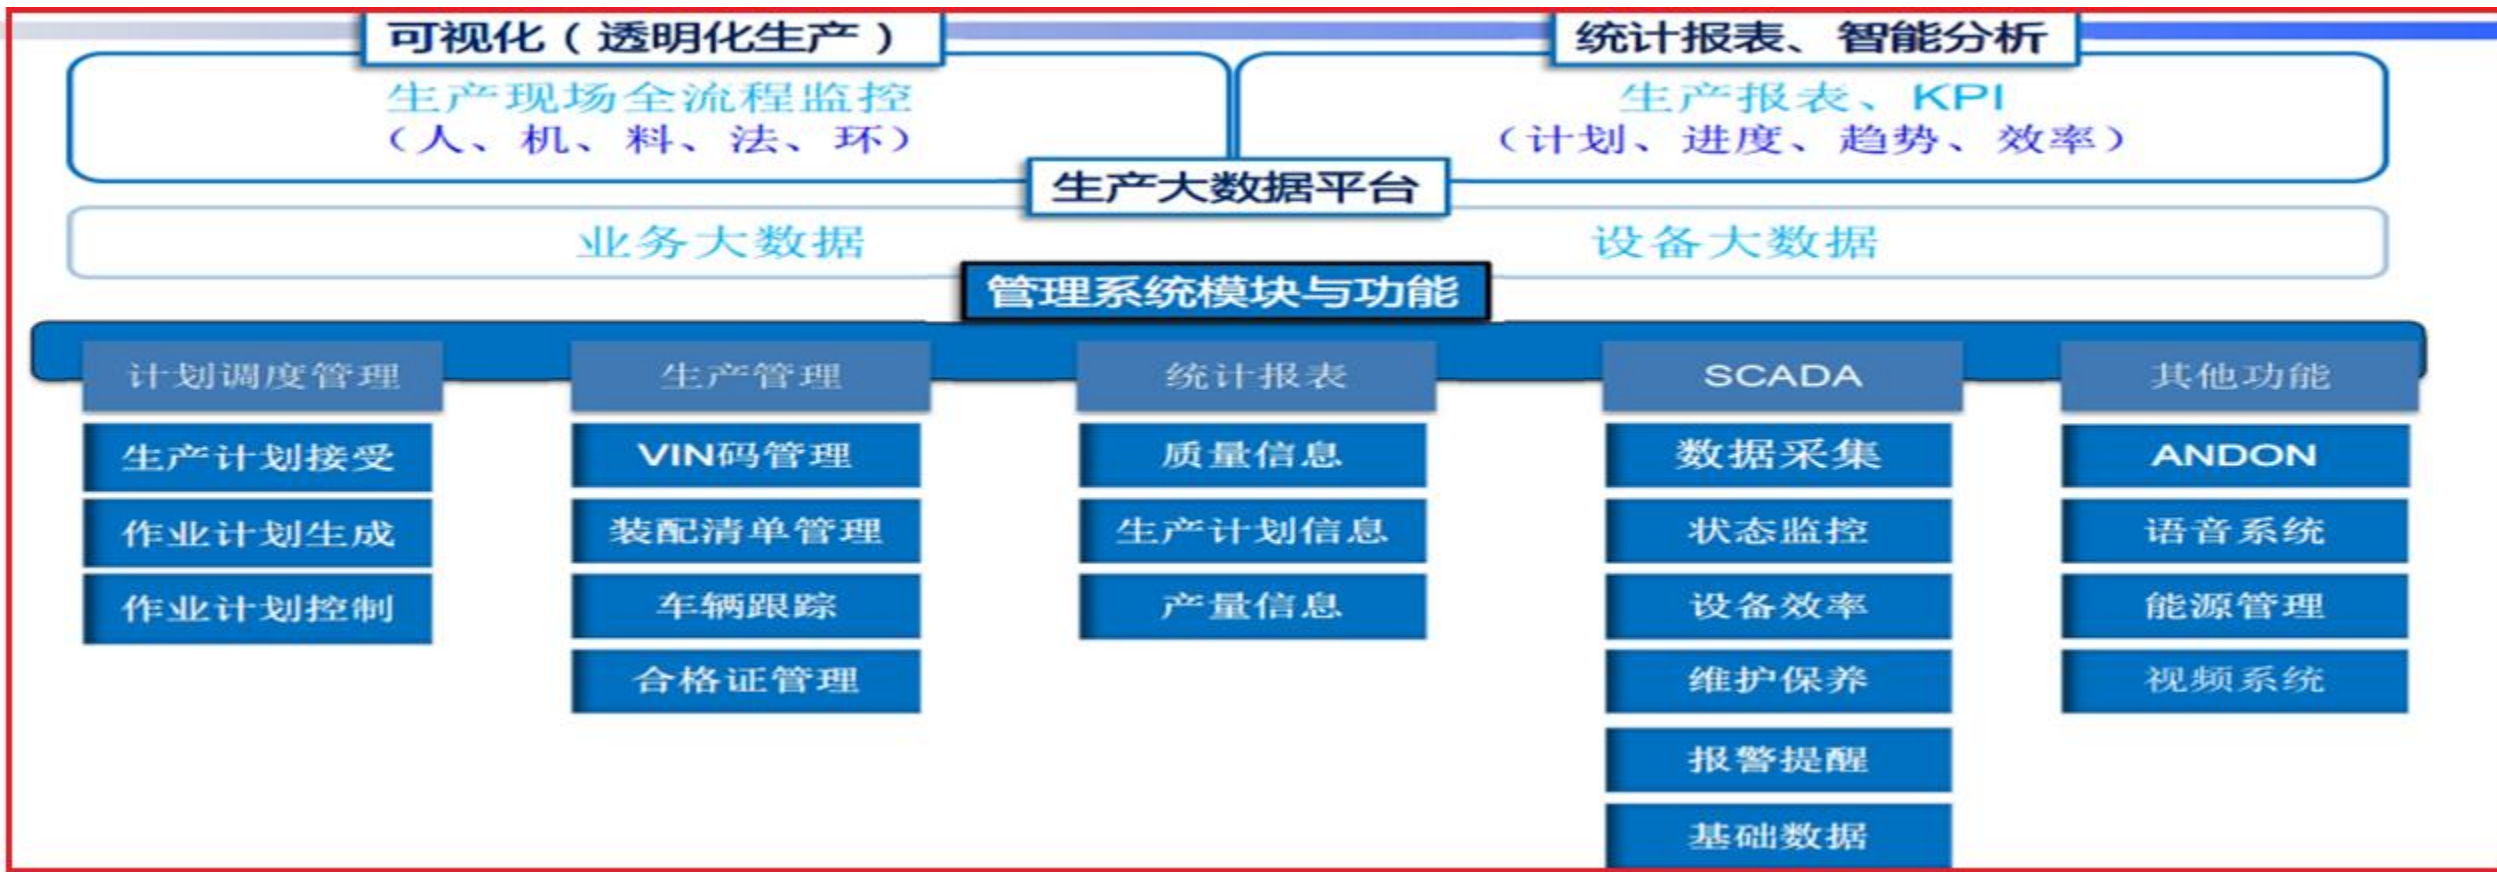 可视化（透明化生产）
统计报表、智能分析
生产现场全流程监控
（人、机、料、法、环）
生产报表、KPI
（计划、进度、趋势、效率）
生产大数据平台
业务大数据
设备大数据
管理系统模块与功能
计划调度管理
生产计划接受
作业计划生成
作业计划控制
生产管理
VIN码管理
装配清单管理
车辆跟踪
合格证管理
统计报表
质量信息
生产计划信息
产量信息
SCADA
数据采集
状态监控
设备效率
维护保养
报警提醒
基础数据
其他功能
ANDON
语音系统
能源管理
视频系统